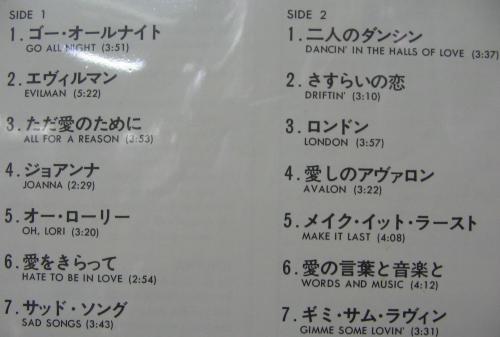 SIDE 1
1.ゴー・オールナイト
GO ALL NIGHT (3:51)
2.エヴィルマン
EVILMAN (5:22)
3.ただ愛のために
ALL FOR A REASON (3:53)
4.ジョアンナ
JOANNA (2:29)
5.オー・ローリー
OH, LORI (3:20)
6.愛をきらって
HATE TO BE IN LOVE (2:54)
7.サッド・ソング
SAD SONGS (3:43)
SIDE 2
1.二人のダンシン
DANCIN' IN THE HALLS OF LOVE (3:37)
2.さすらいの恋
DRIFTIN' (3:10)
3.ロンドン
LONDON (3:57)
4.愛しのアヴァロン
AVALON (3:22)
5.メイク・イット・ラースト
MAKE IT LAST (4:08)
6.愛の言葉と音楽と
WORDS AND MUSIC (4:12)
7.ギミ・サム・ラヴィン
GIMME SOME LOVIN' (3:31)